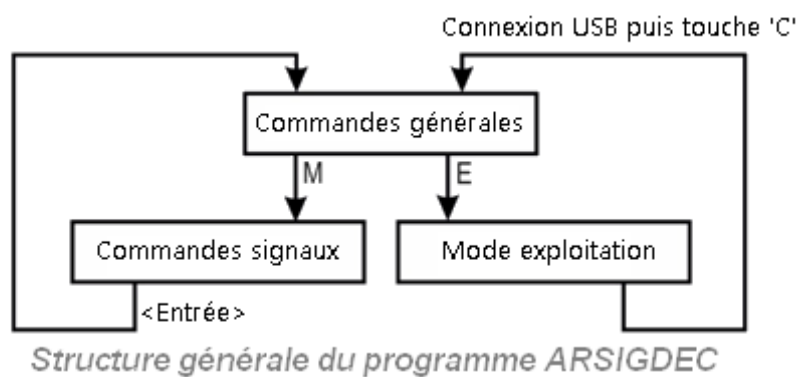 Connexion USB puis touche 'C'
Commandes générales
M
E
Commandes signaux
Mode exploitation
<Entrée>
Structure générale du programme ARSIGDEC